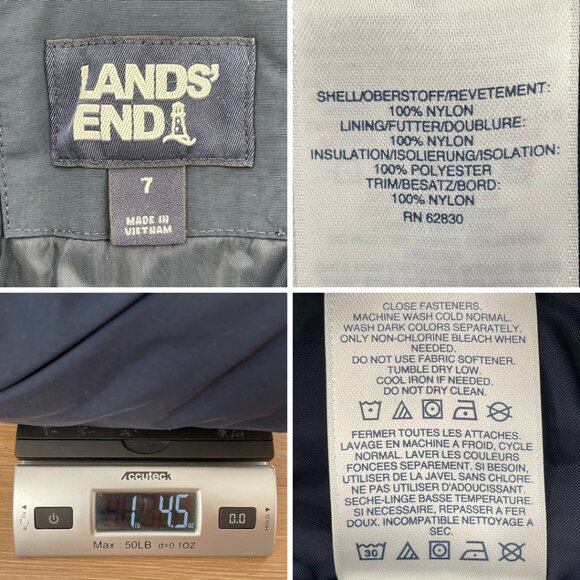 LANDS'
END
7
MADE IN
VIETNAM
SHELL/OBERSTOFF/REVETEMENT:
100% NYLON
LINING/FUTTER/DOUBLURE:
100% NYLON
INSULATION/ISOLIERUNG/ISOLATION:
100% POLYESTER
TRIM/BESATZ/BORD:
100% NYLON
RN 62830
Accuteck
1 4.5
0.0
HOLD
Max : 50LB d=0.1OZ
CLOSE FASTENERS.
MACHINE WASH COLD NORMAL.
WASH DARK COLORS SEPARATELY.
ONLY NON-CHLORINE BLEACH WHEN
NEEDED.
DO NOT USE FABRIC SOFTENER.
TUMBLE DRY LOW.
COOL IRON IF NEEDED.
DO NOT DRY CLEAN.
FERMER TOUTES LES ATTACHES.
LAVAGE EN MACHINE A FROID, CYCLE
NORMAL. LAVER LES COULEURS
FONCEES SEPAREMENT. SI BESOIN,
UTILISER DE LA JAVEL SANS CHLORE.
NE PAS UTILISER D'ADOUCISSANT.
SECHE-LINGE BASSE TEMPERATURE.
SI NECESSAIRE, REPASSER A FER
DOUX. INCOMPATIBLE NETTOYAGE A
SEC.
30